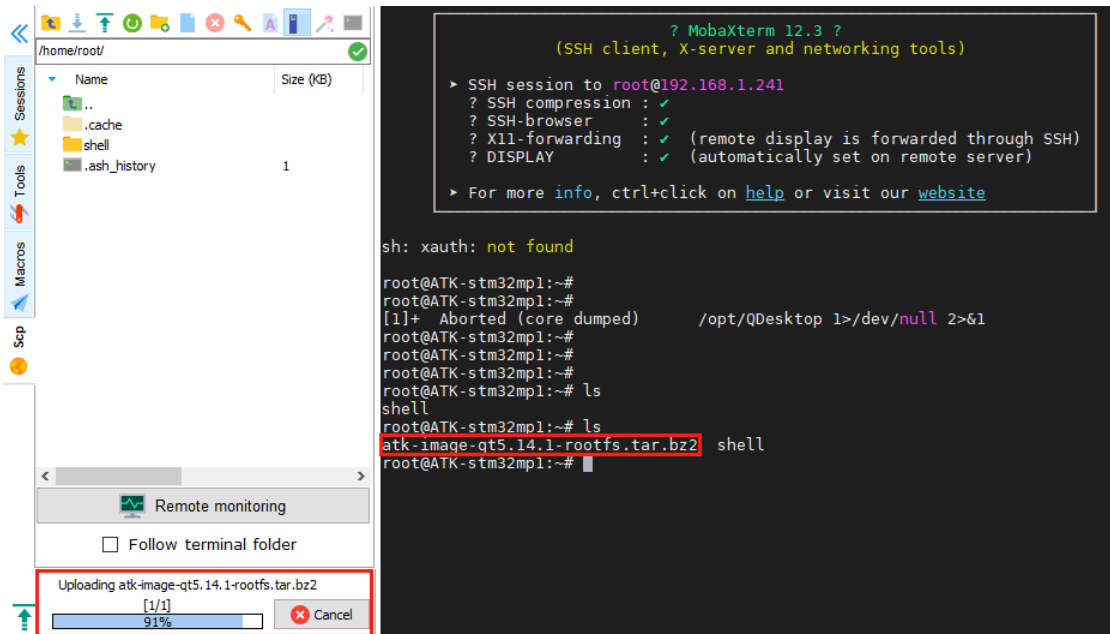 /home/root/
Name Size (KB)
..
.cache
shell
.ash_history 1
Sessions
Tools
Macros
Scp
Remote monitoring
Follow terminal folder
Uploading atk-image-qt5.14.1-rootfs.tar.bz2
[1/1]
91%
Cancel
? MobaXterm 12.3 ?
(SSH client, X-server and networking tools)
➤ SSH session to root@192.168.1.241
? SSH compression : ✔
? SSH-browser : ✔
? X11-forwarding : ✔ (remote display is forwarded through SSH)
? DISPLAY : ✔ (automatically set on remote server)
➤ For more info, ctrl+click on help or visit our website
sh: xauth: not found
root@ATK-stm32mp1:~#
root@ATK-stm32mp1:~#
[1]+ Aborted (core dumped) /opt/QDesktop 1>/dev/null 2>&1
root@ATK-stm32mp1:~#
root@ATK-stm32mp1:~#
root@ATK-stm32mp1:~#
root@ATK-stm32mp1:~# ls
shell
root@ATK-stm32mp1:~# ls
atk-image-qt5.14.1-rootfs.tar.bz2 shell
root@ATK-stm32mp1:~#